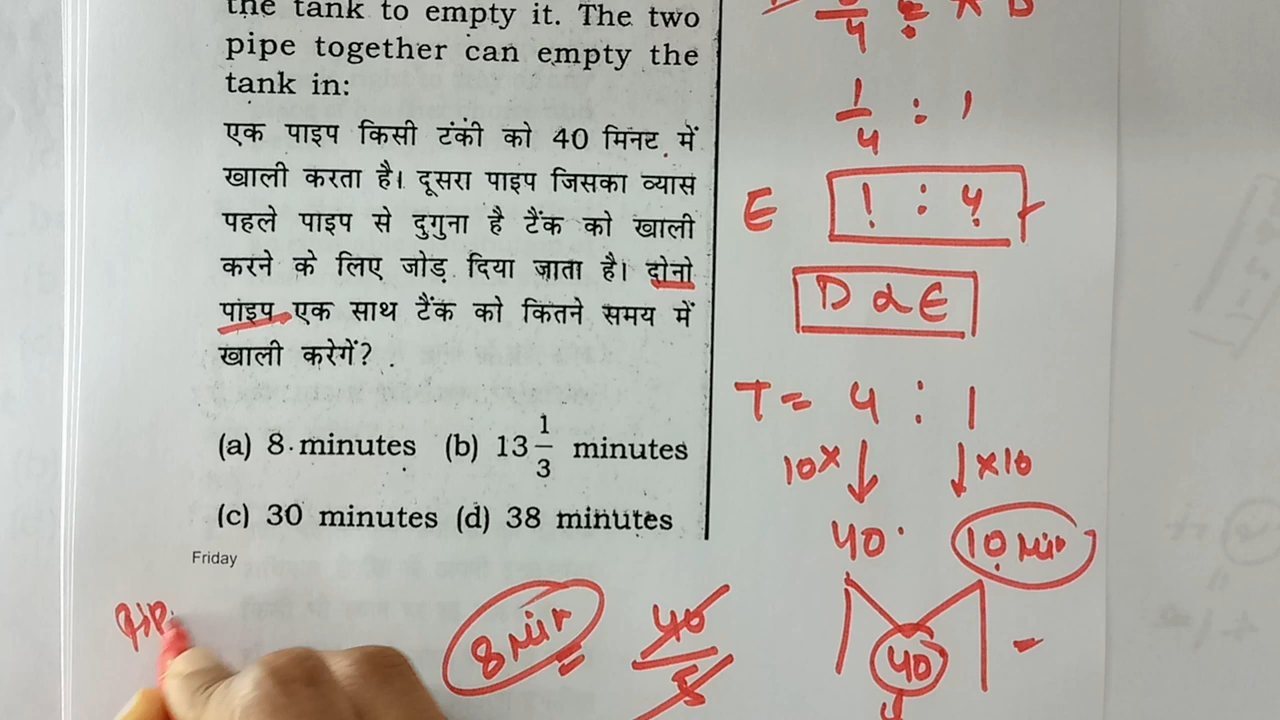 the tank to empty it. The two
pipe together can empty the
tank in:
एक पाइप किसी टंकी को 40 मिनट में
खाली करता है। दूसरा पाइप जिसका व्यास
पहले पाइप से दुगुना है टैंक को खाली
करने के लिए जोड़ दिया जाता है। दोनो
पाइप एक साथ टैंक को कितने समय में
खाली करेगें?
(a) 8 minutes (b) 13 1/3 minutes
(c) 30 minutes (d) 38 minutes
Friday
8 Min
40/5
1/4 : 1
E 1 : 4
D α E
T = 4 : 1
10× ×10
40 10 Min
40